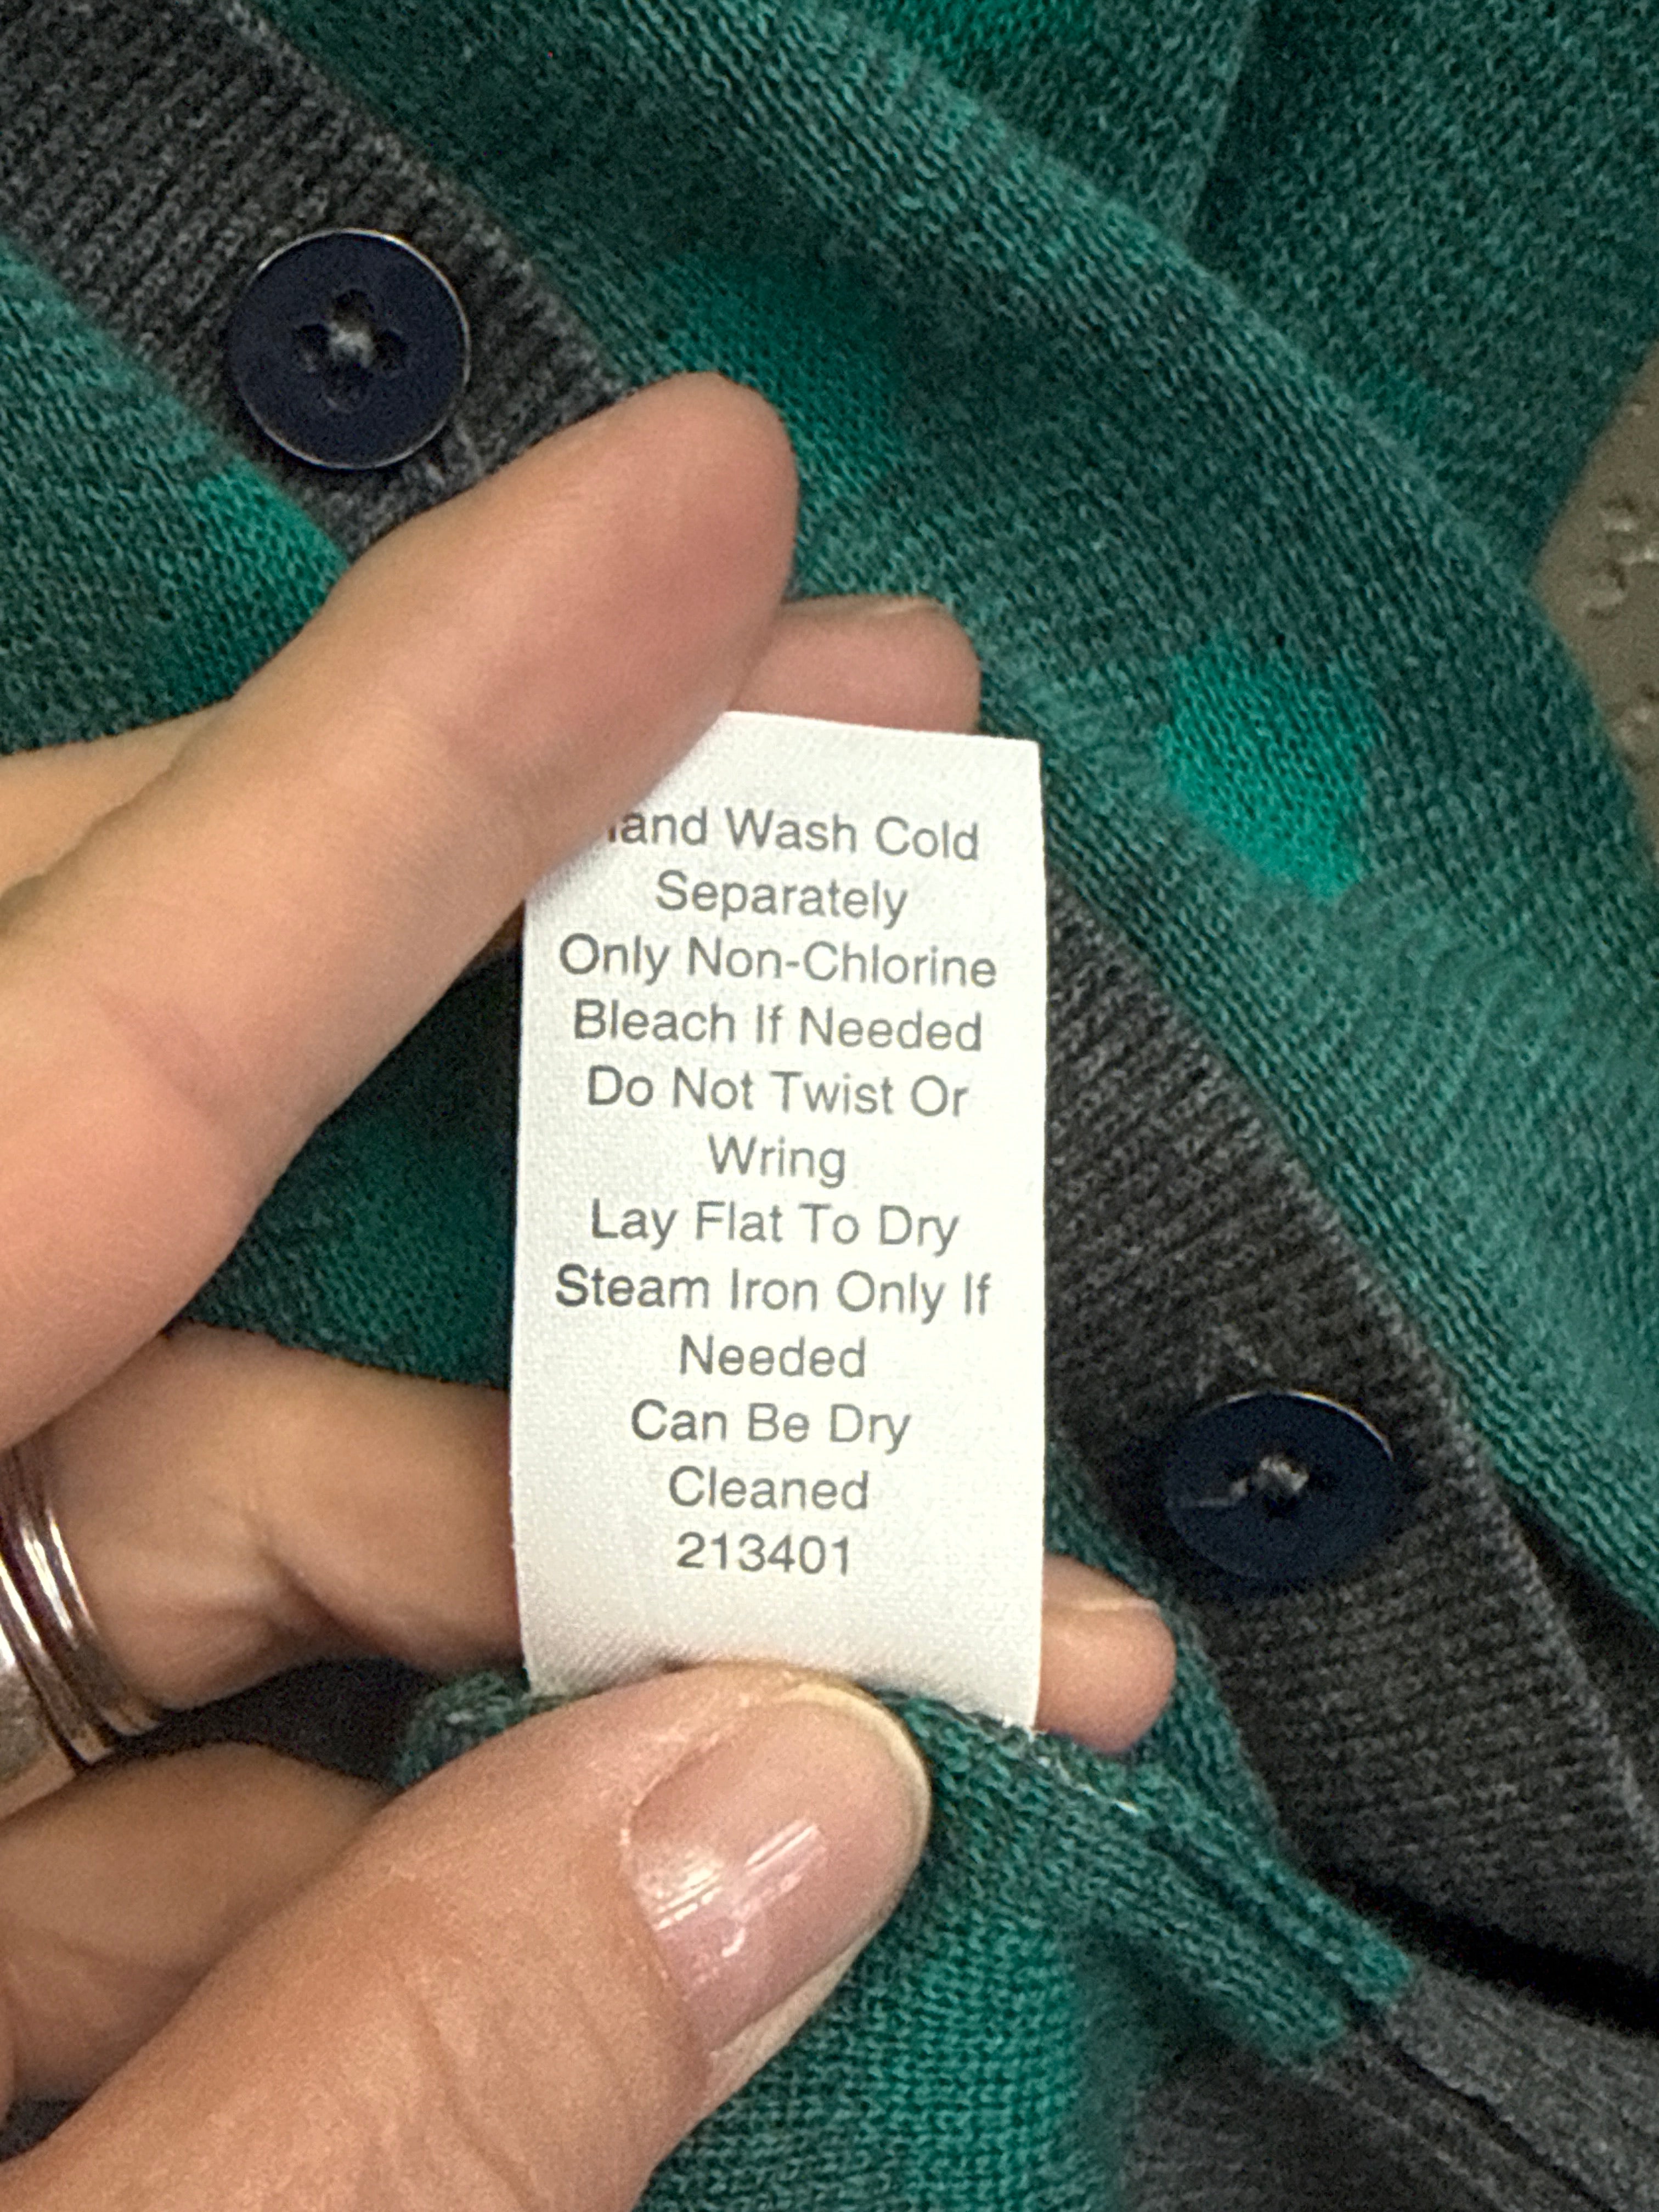 Hand Wash Cold
Separately
Only Non-Chlorine
Bleach If Needed
Do Not Twist Or
Wring
Lay Flat To Dry
Steam Iron Only If
Needed
Can Be Dry
Cleaned
213401